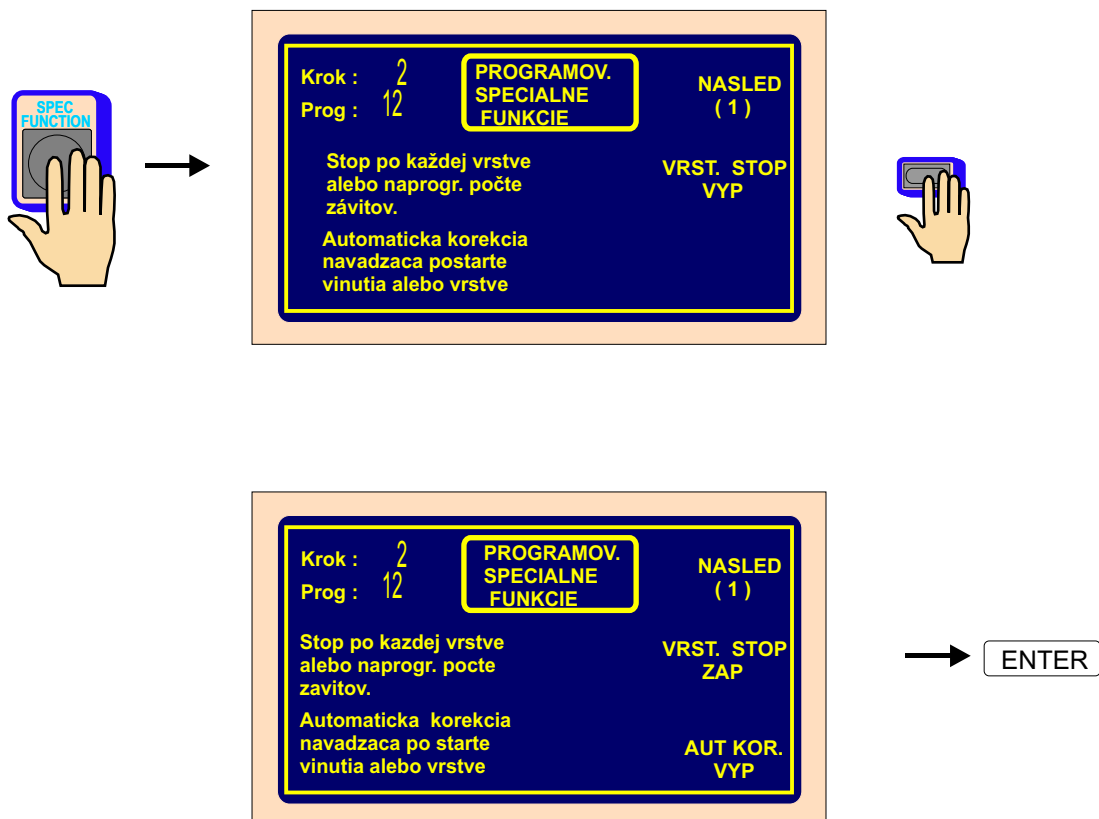 SPEC
FUNCTION
Krok : 2
Prog : 12
PROGRAMOV.
SPECIALNE
FUNKCIE
NASLED
( 1 )
Stop po každej vrstve
alebo naprogr. počte
závitov.
VRST. STOP
VYP
Automaticka korekcia
navadzaca postarte
vinutia alebo vrstve
Krok : 2
Prog : 12
PROGRAMOV.
SPECIALNE
FUNKCIE
NASLED
( 1 )
Stop po kazdej vrstve
alebo naprogr. pocte
zavitov.
VRST. STOP
ZAP
Automaticka korekcia
navadzaca po starte
vinutia alebo vrstve
AUT KOR.
VYP
ENTER